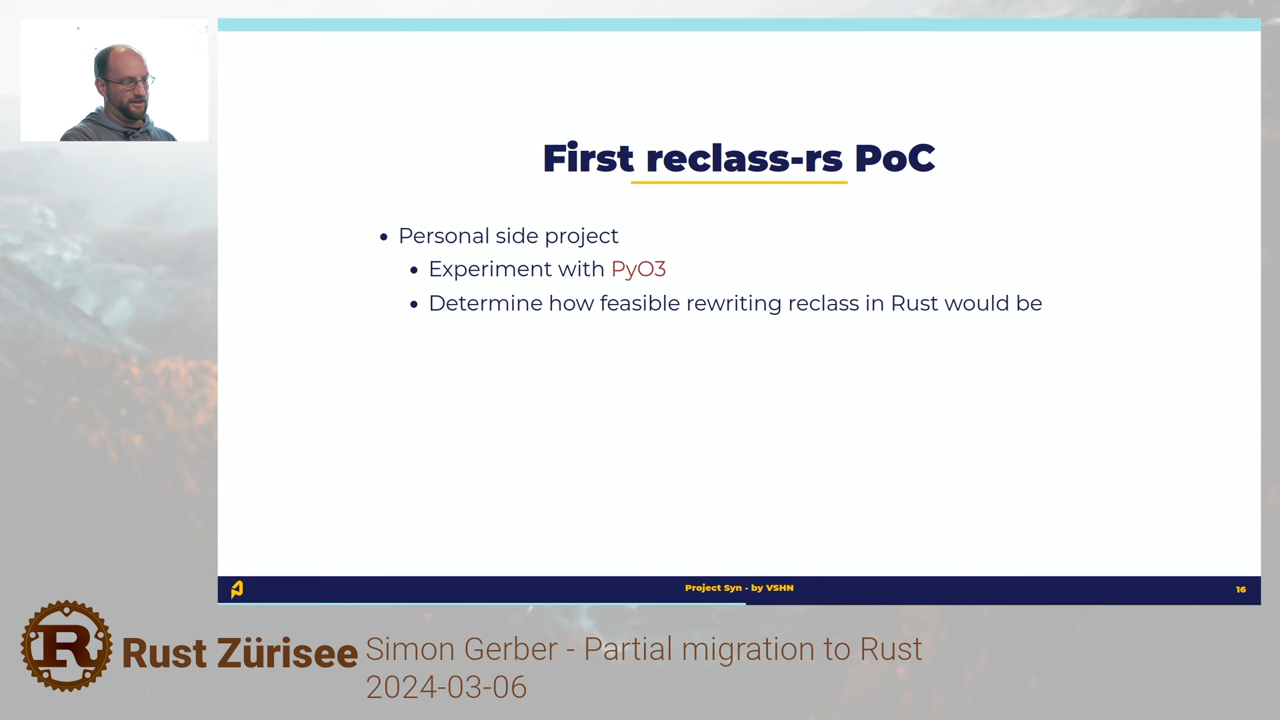 First reclass-rs PoC
Personal side project
Experiment with PyO3
Determine how feasible rewriting reclass in Rust would be
Project Syn - by VSHN
16
R
Rust Zürisee
Simon Gerber - Partial migration to Rust
2024-03-06